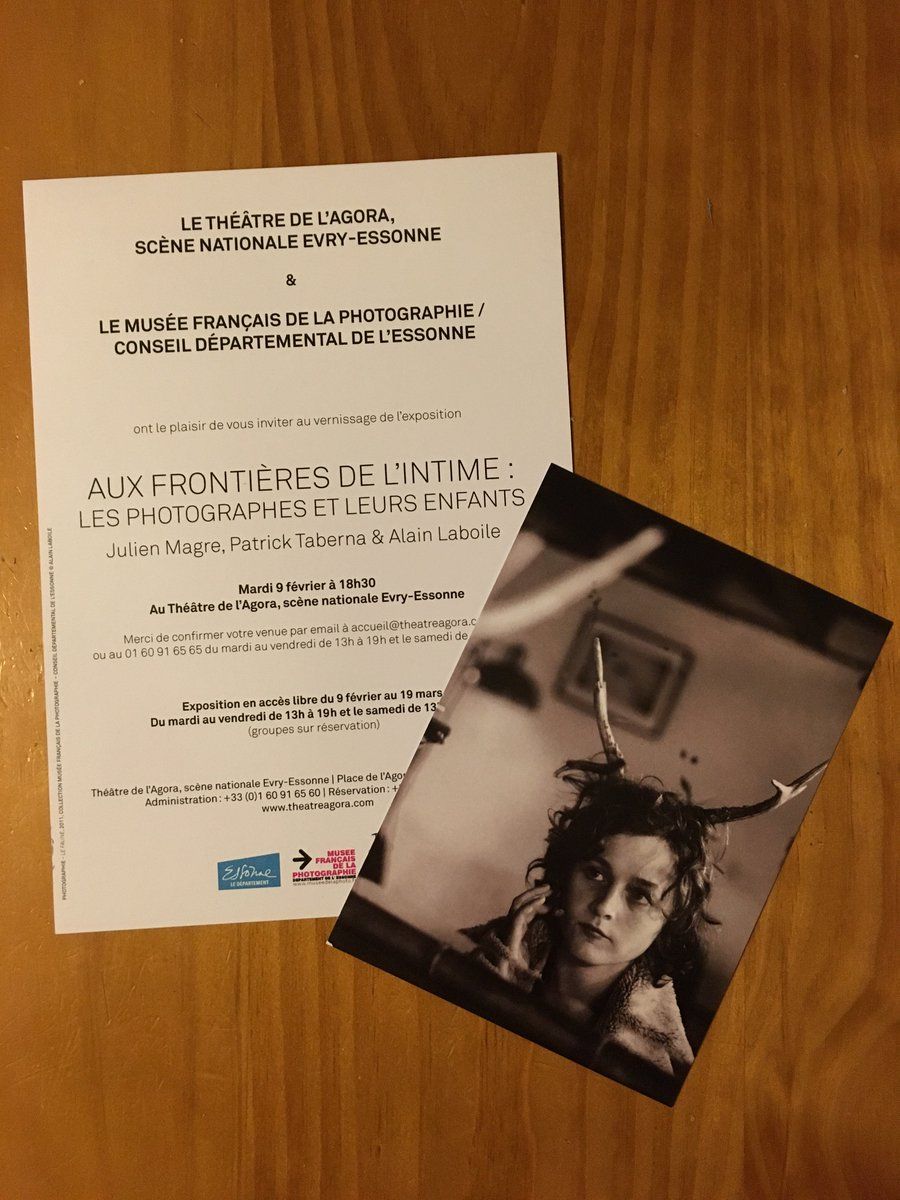 LE THÉÂTRE DE L'AGORA,
SCÈNE NATIONALE EVRY-ESSONNE
&
LE MUSÉE FRANÇAIS DE LA PHOTOGRAPHIE /
CONSEIL DÉPARTEMENTAL DE L'ESSONNE
ont le plaisir de vous inviter au vernissage de l'exposition
AUX FRONTIÈRES DE L'INTIME :
LES PHOTOGRAPHES ET LEURS ENFANTS
Julien Magre, Patrick Taberna & Alain Laboile
Mardi 9 février à 18h30
Au Théâtre de l'Agora, scène nationale Evry-Essonne
Merci de confirmer votre venue par email à accueil@theatreagora.c
ou au 01 60 91 65 65 du mardi au vendredi de 13h à 19h et le samedi de
Exposition en accès libre du 9 février au 19 mars
Du mardi au vendredi de 13h à 19h et le samedi de 13
(groupes sur réservation)
Théâtre de l'Agora, scène nationale Evry-Essonne | Place de l'Agor
Administration : +33 (0)1 60 91 65 60 | Réservation : +
www.theatreagora.com
Essonne
LE DÉPARTEMENT
MUSEE
FRANÇAIS
DE LA
PHOTOGRAPHIE
DÉPARTEMENT DE L'ESSONNE
www.museedelaphoto.f
PHOTOGRAPHIE - LE FAUNE, 2011, COLLECTION MUSÉE FRANÇAIS DE LA PHOTOGRAPHIE - CONSEIL DÉPARTEMENTAL DE L'ESSONNE © ALAIN LABOILE